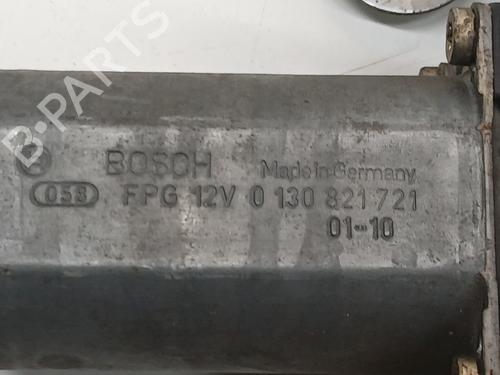 B-PARTS
BOSCH Made in Germany
058 FPG 12V 0 130 821 721
01-10